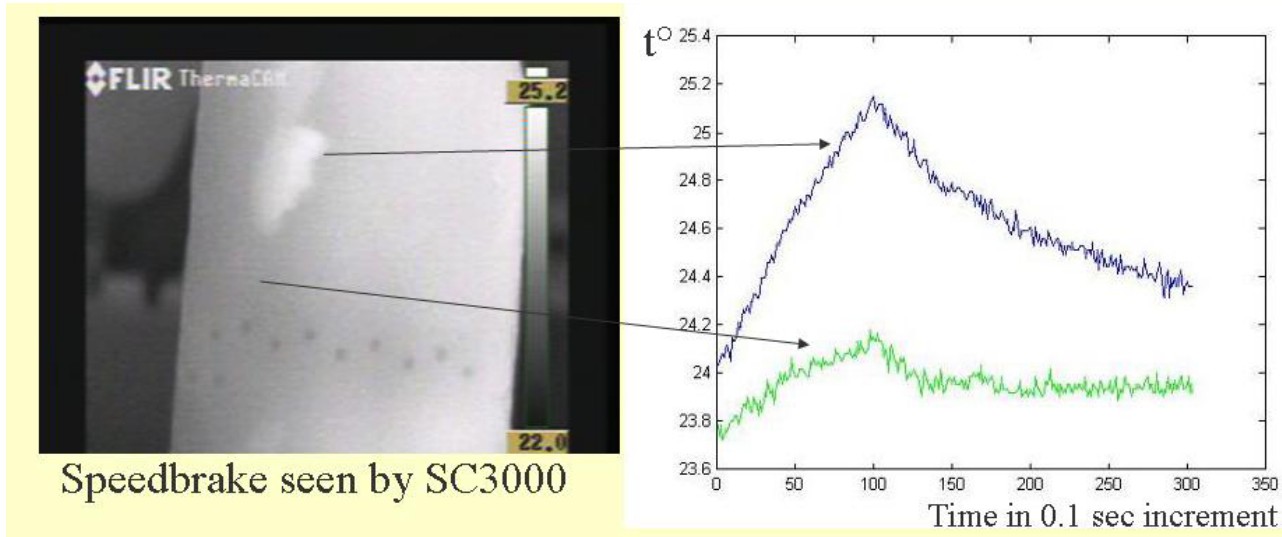 FLIR ThermaCAM
25.2
22.0
Speedbrake seen by SC3000
t°
25.4
25.2
25
24.8
24.6
24.4
24.2
24
23.8
23.6
0 50 100 150 200 250 300 350
Time in 0.1 sec increment